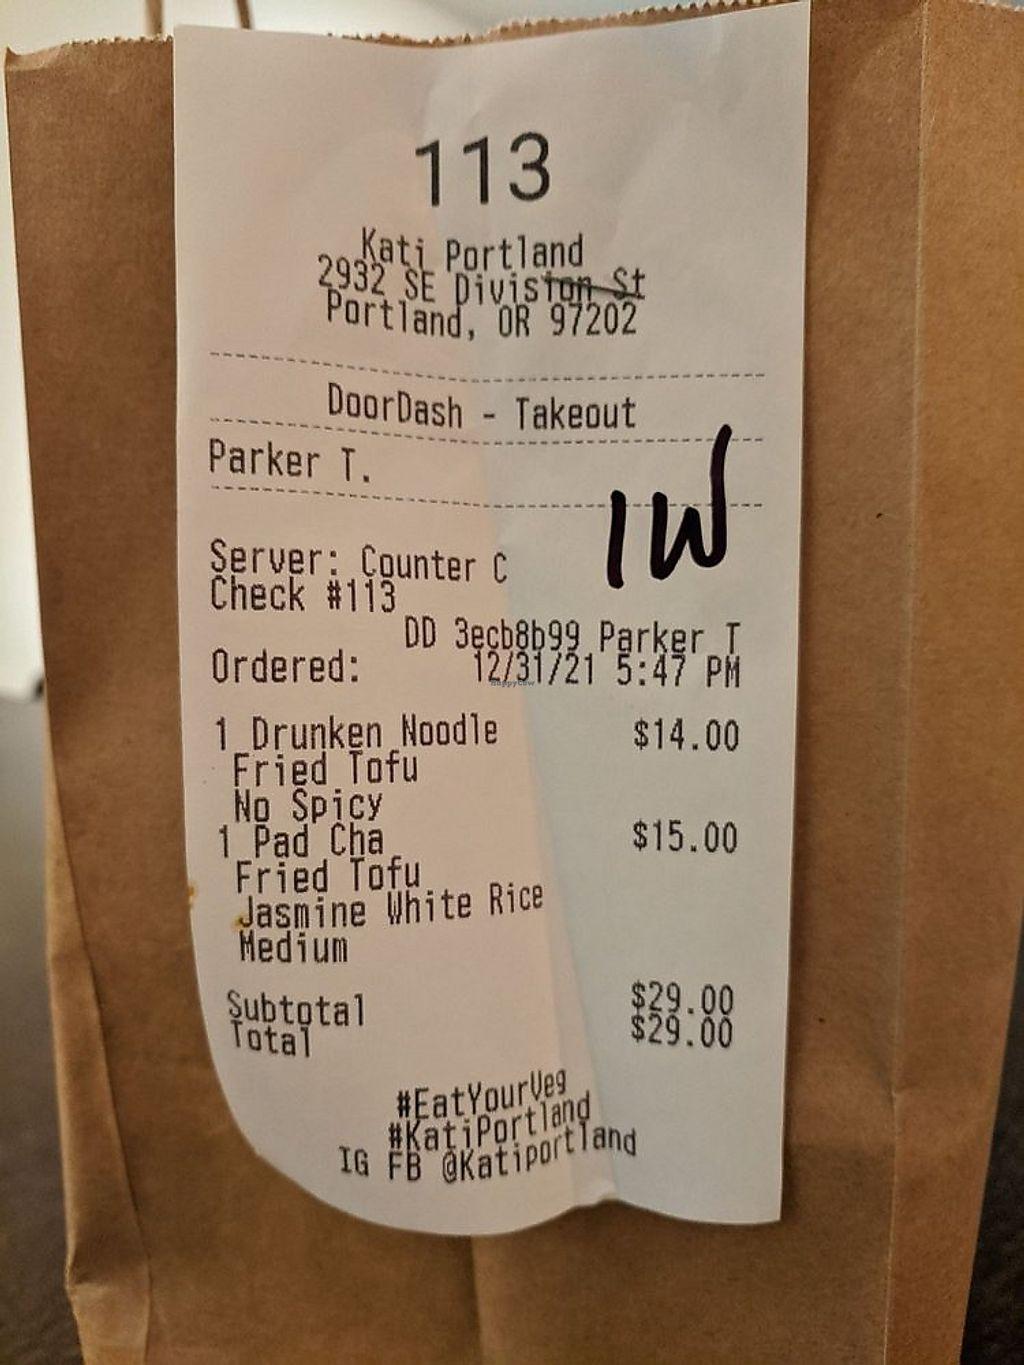 113
Kati Portland
2932 SE Division St
Portland, OR 97202
DoorDash - Takeout
Parker T.
1W
Server: Counter C
Check #113
DD 3ecb8b99 Parker T
Ordered: 12/31/21 5:47 PM
HappyCow
1 Drunken Noodle $14.00
Fried Tofu
No Spicy
1 Pad Cha $15.00
Fried Tofu
Jasmine White Rice
Medium
Subtotal $29.00
Total $29.00
#EatYourVeg
#KatiPortland
IG FB @Katiportland